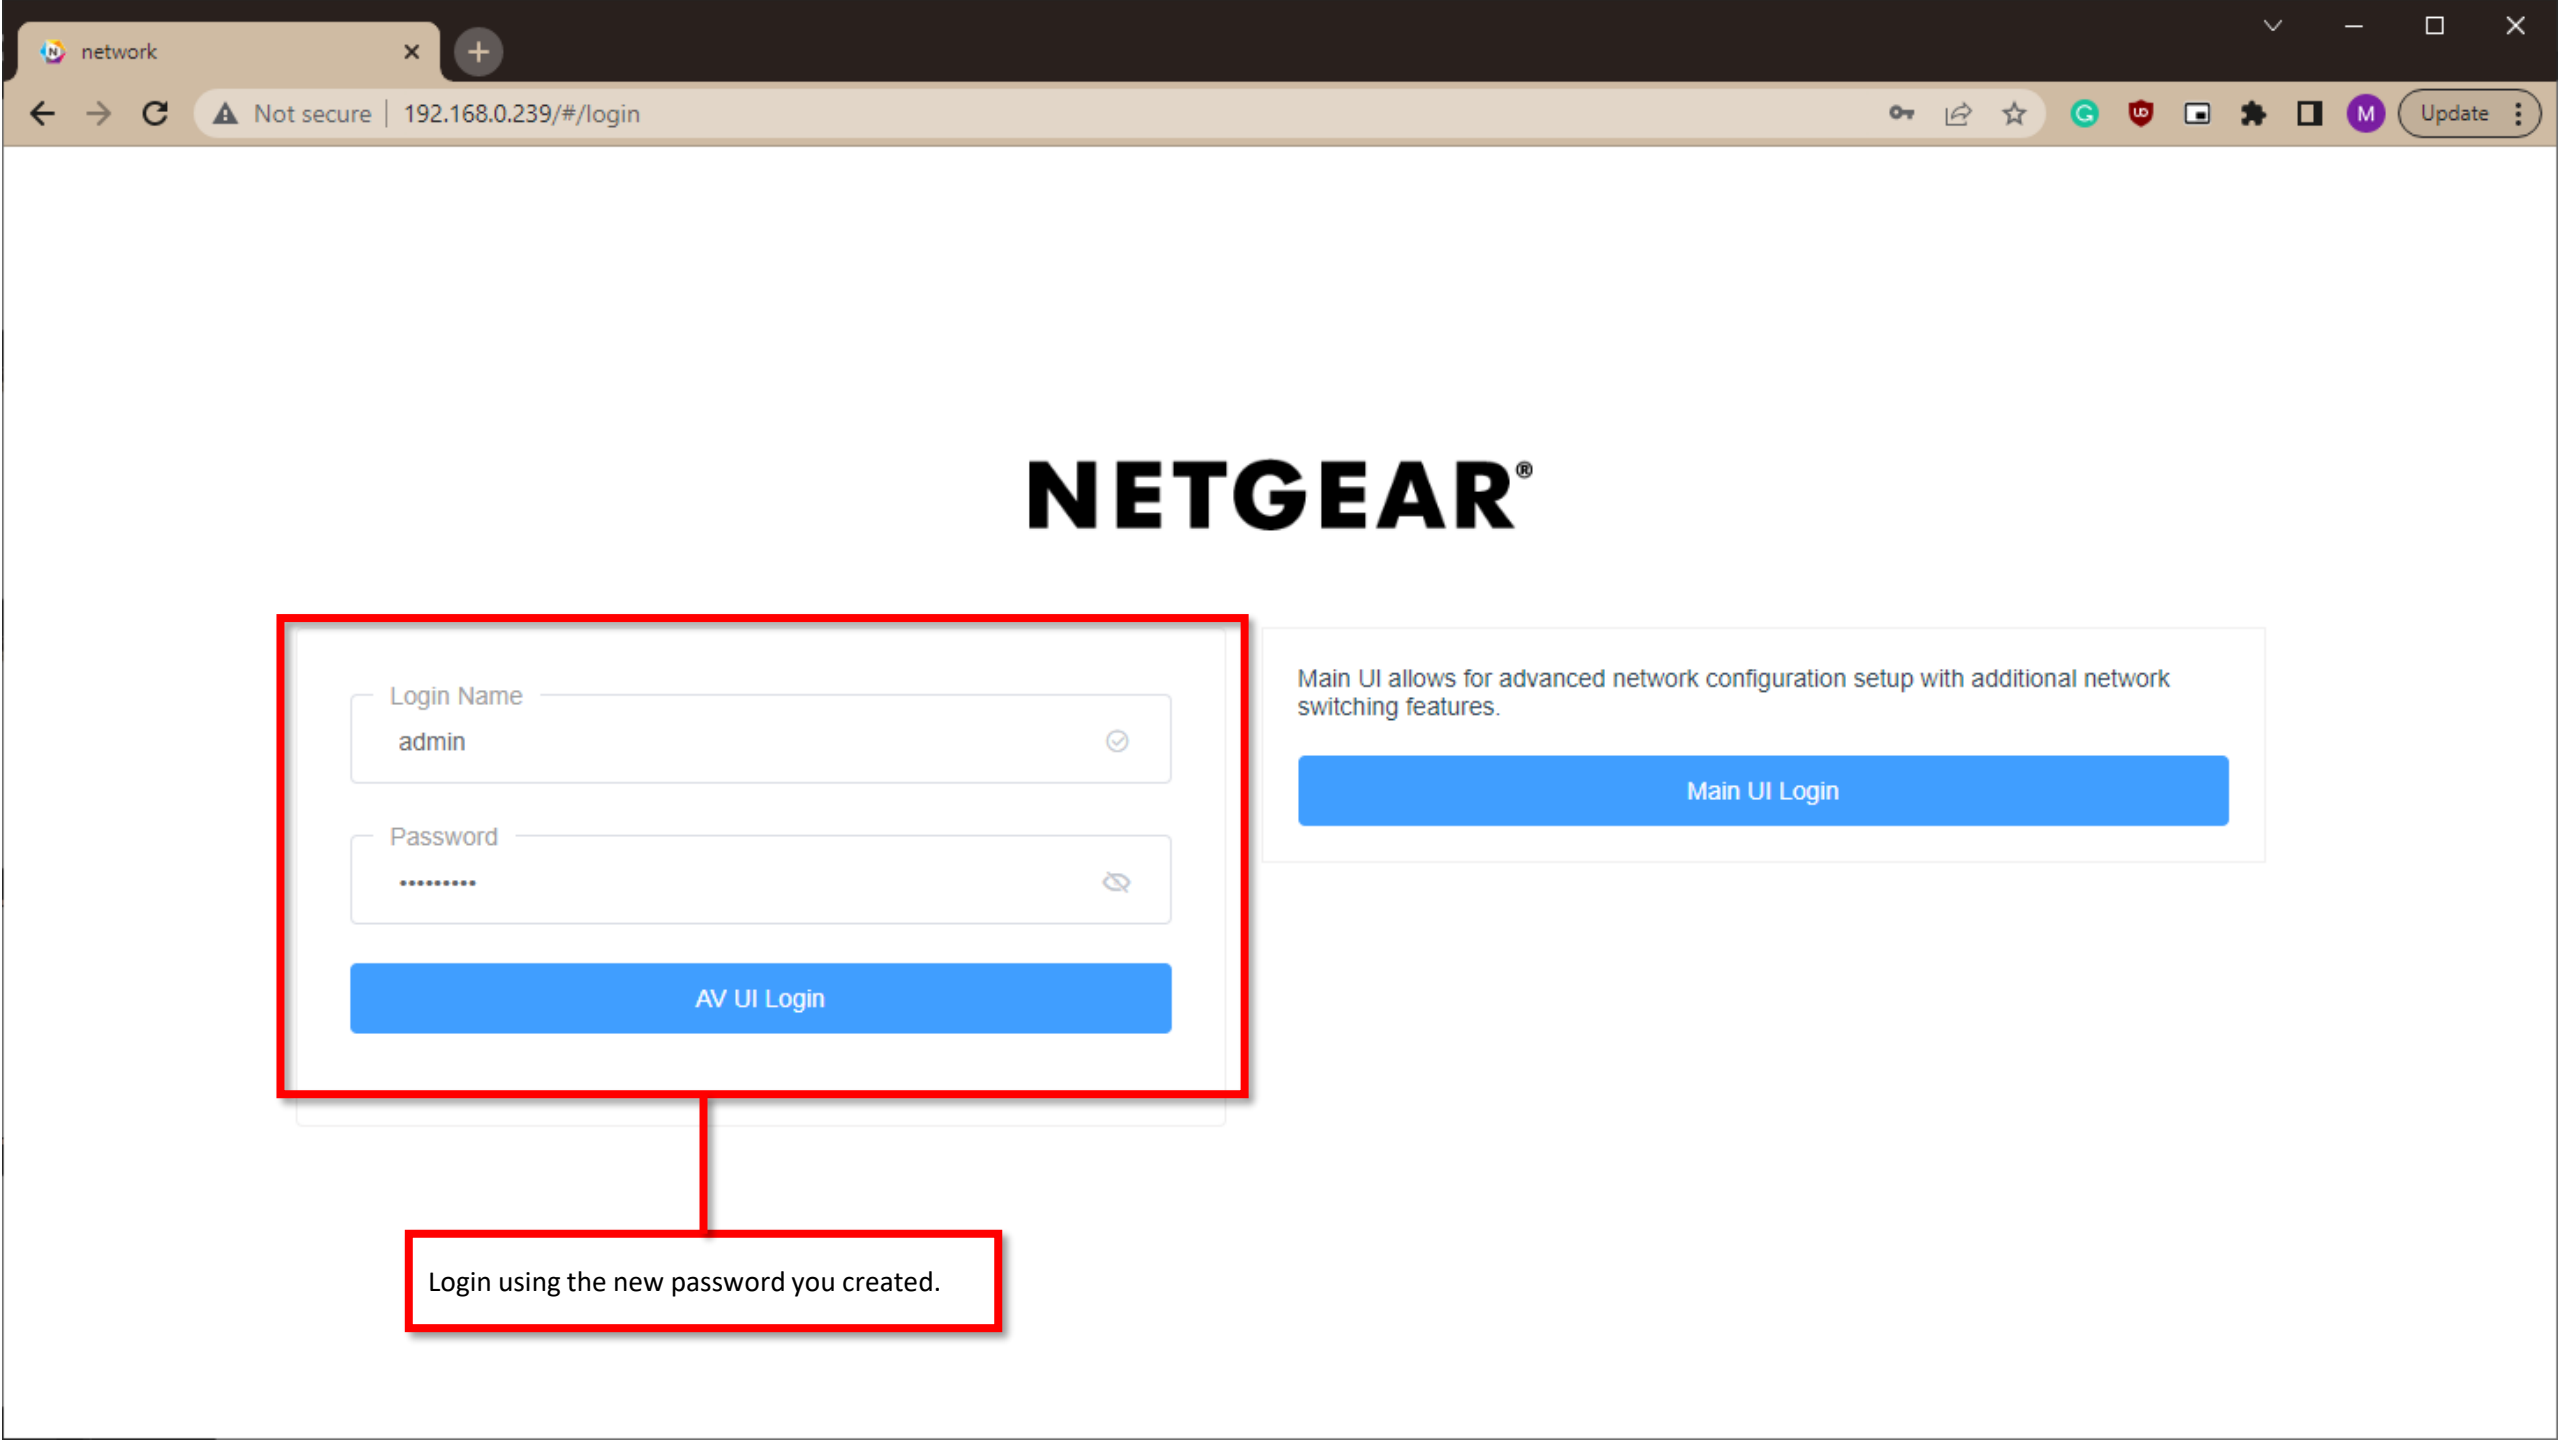 network
Not secure
192.168.0.239/#/login
M
Update
NETGEAR®
Login Name
admin
Password
•••••••••
AV UI Login
Main UI allows for advanced network configuration setup with additional network
switching features.
Main UI Login
Login using the new password you created.